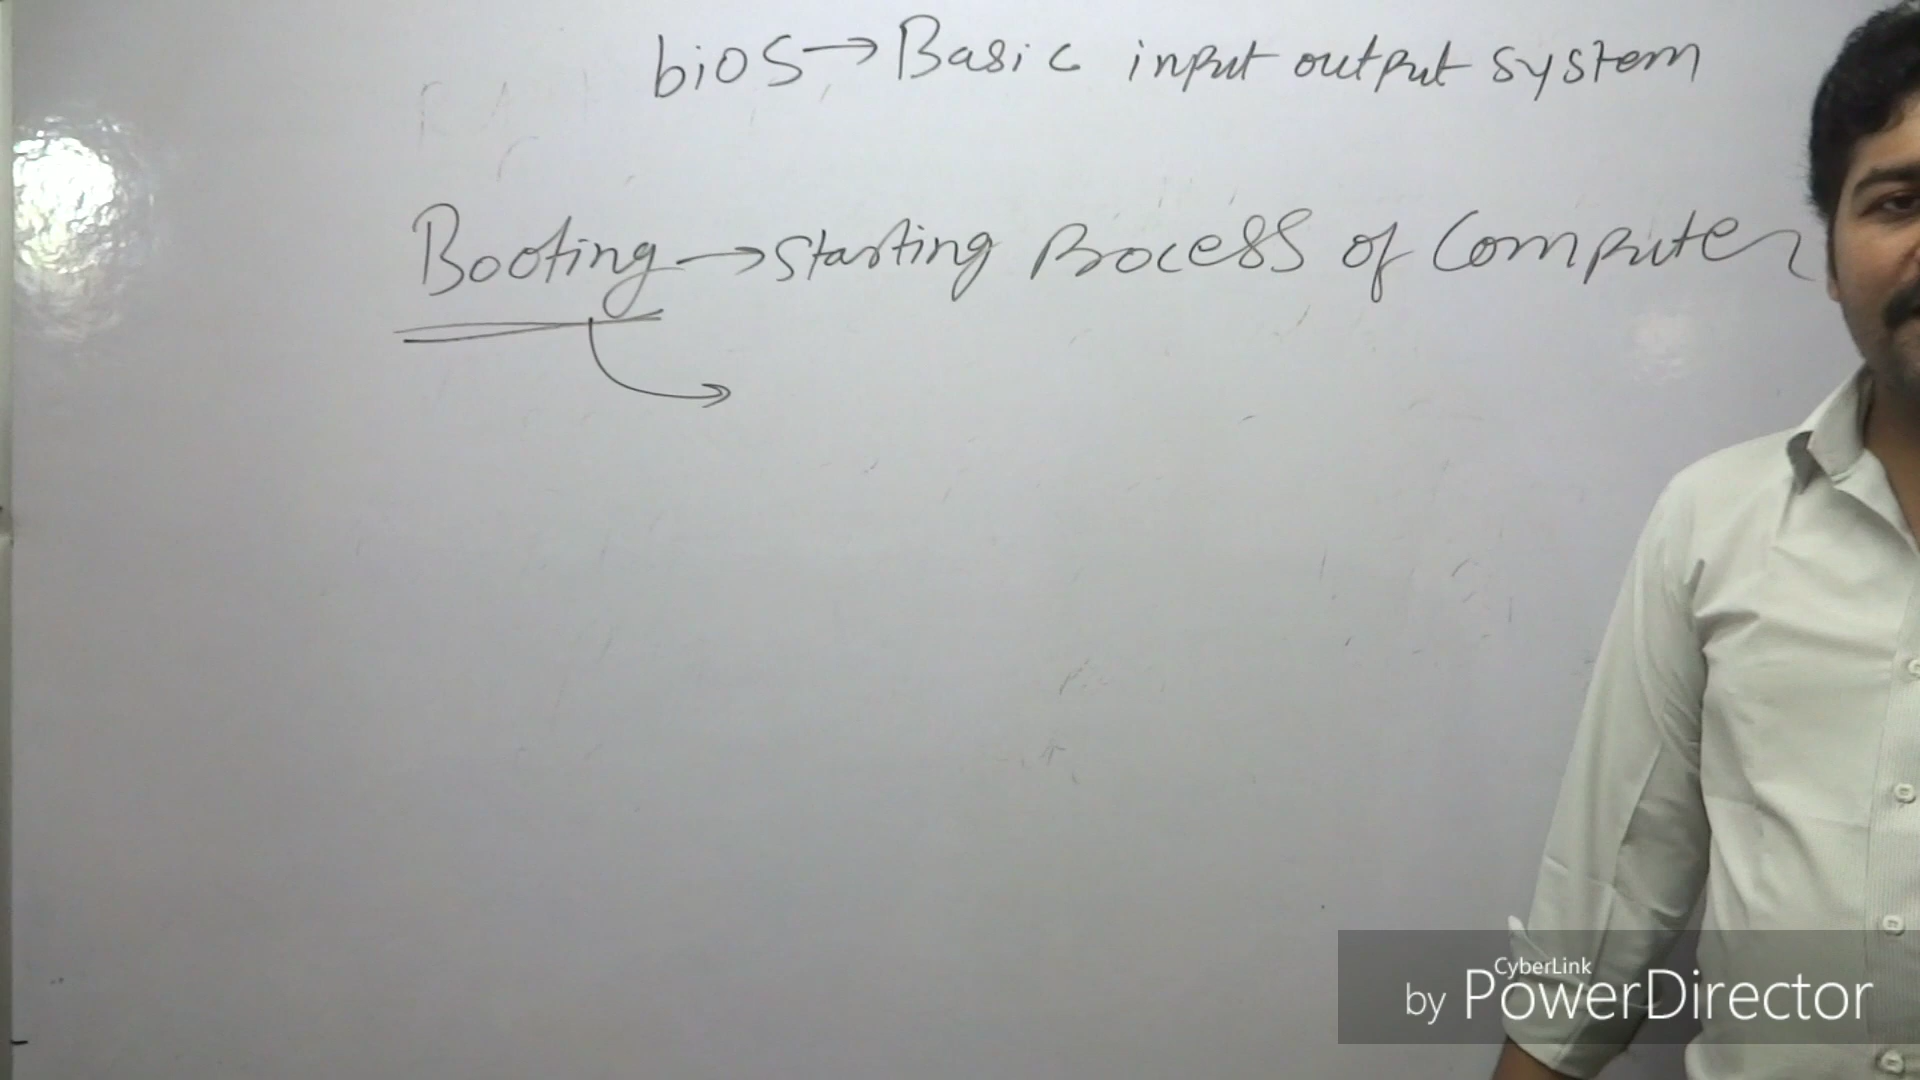 biOS → Basic input output system
Booting → Starting Process of Computer
CyberLink
by PowerDirector